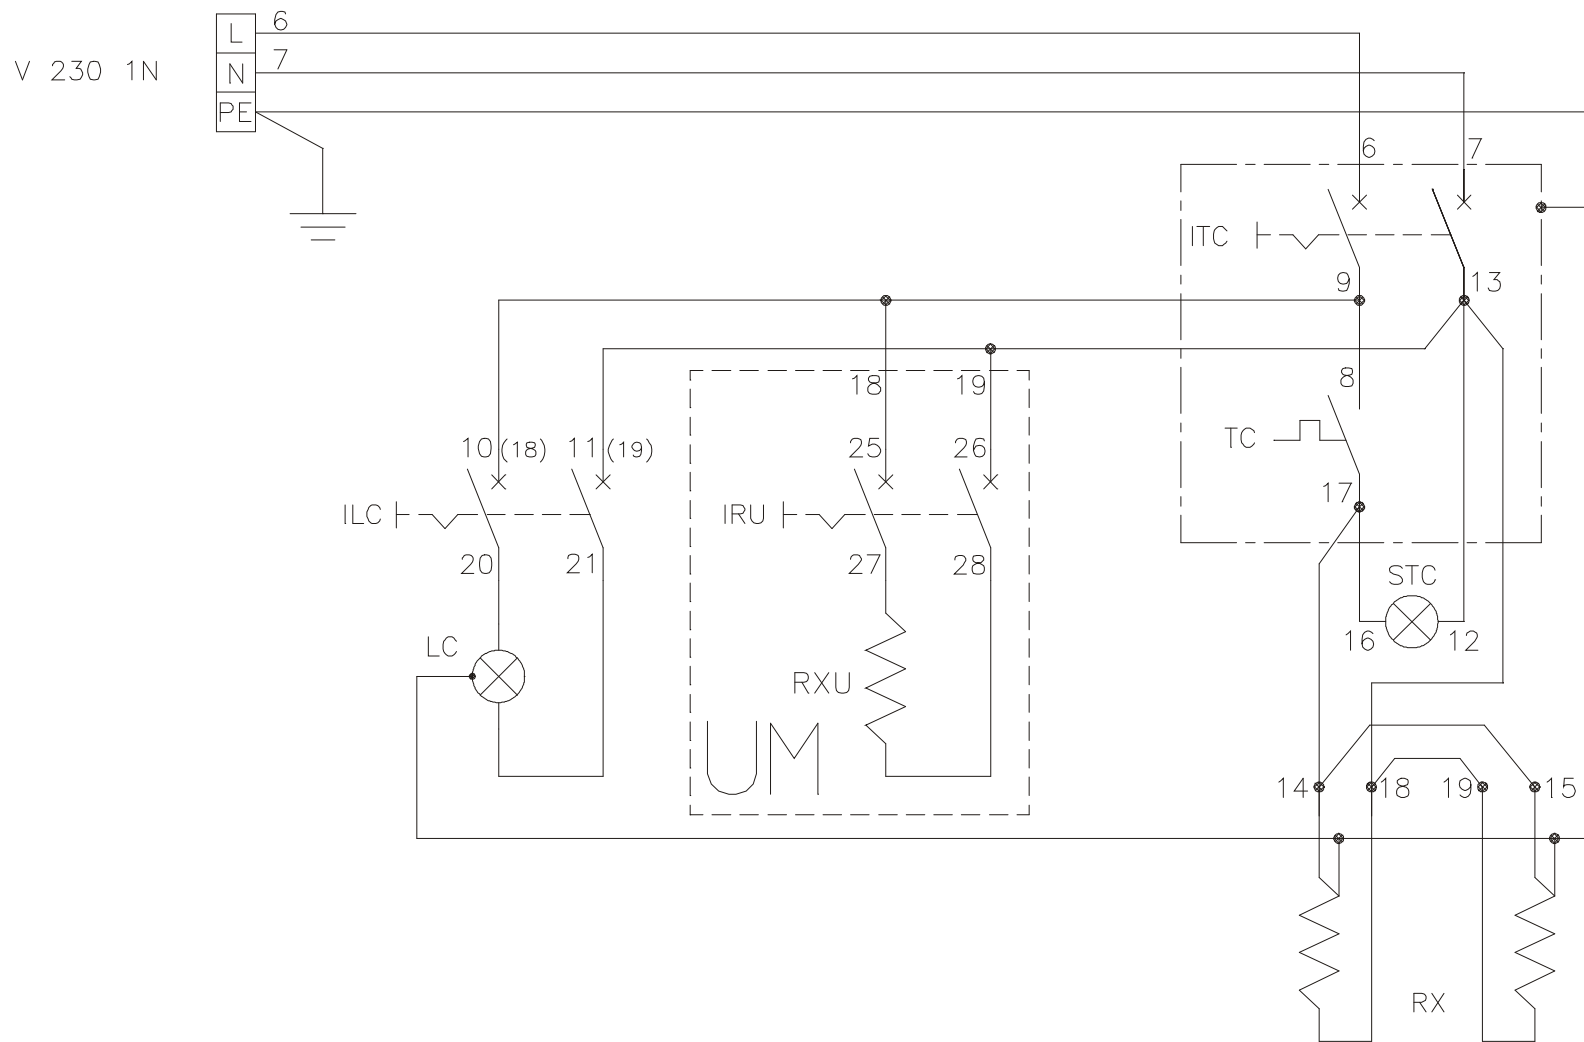 L 6
V 230 1N N 7
PE
6 7
ITC
9 13
8
18 19
TC
10(18) 11(19) 25 26
17
ILC IRU
20 21 27 28
STC
16 12
LC
RXU
UM
14 18 19 15
RX